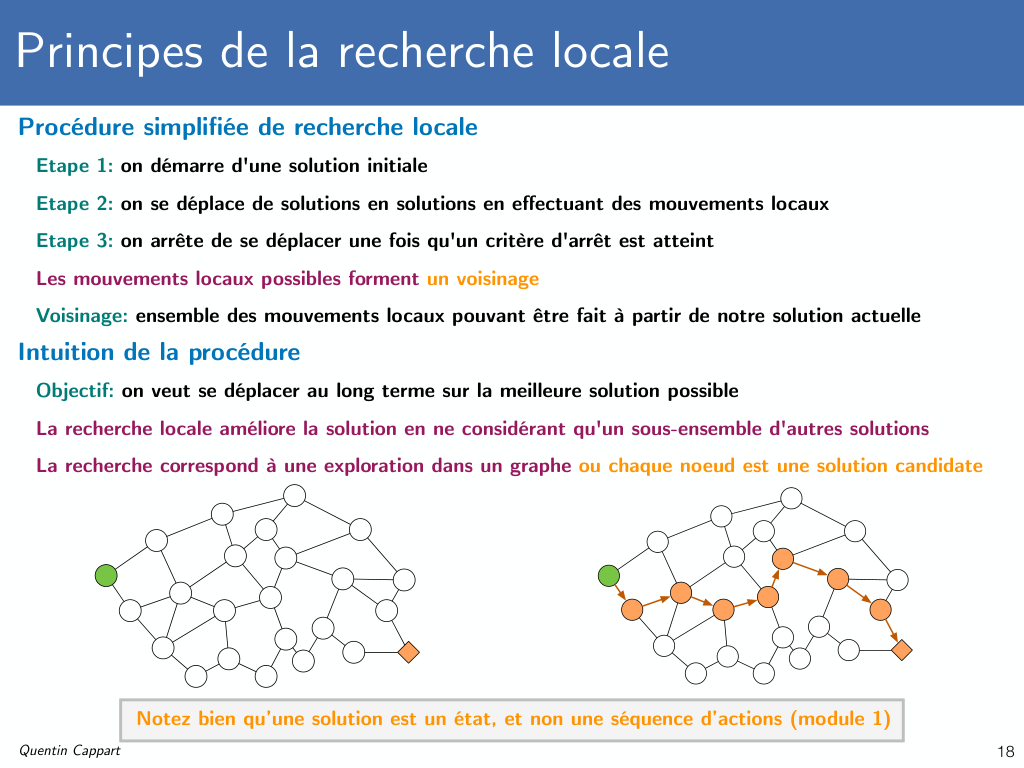 Principes de la recherche locale
Procédure simplifiée de recherche locale
Etape 1: on démarre d'une solution initiale
Etape 2: on se déplace de solutions en solutions en effectuant des mouvements locaux
Etape 3: on arrête de se déplacer une fois qu'un critère d'arrêt est atteint
Les mouvements locaux possibles forment un voisinage
Voisinage: ensemble des mouvements locaux pouvant être fait à partir de notre solution actuelle
Intuition de la procédure
Objectif: on veut se déplacer au long terme sur la meilleure solution possible
La recherche locale améliore la solution en ne considérant qu'un sous-ensemble d'autres solutions
La recherche correspond à une exploration dans un graphe ou chaque noeud est une solution candidate
Notez bien qu'une solution est un état, et non une séquence d'actions (module 1)
Quentin Cappart
18